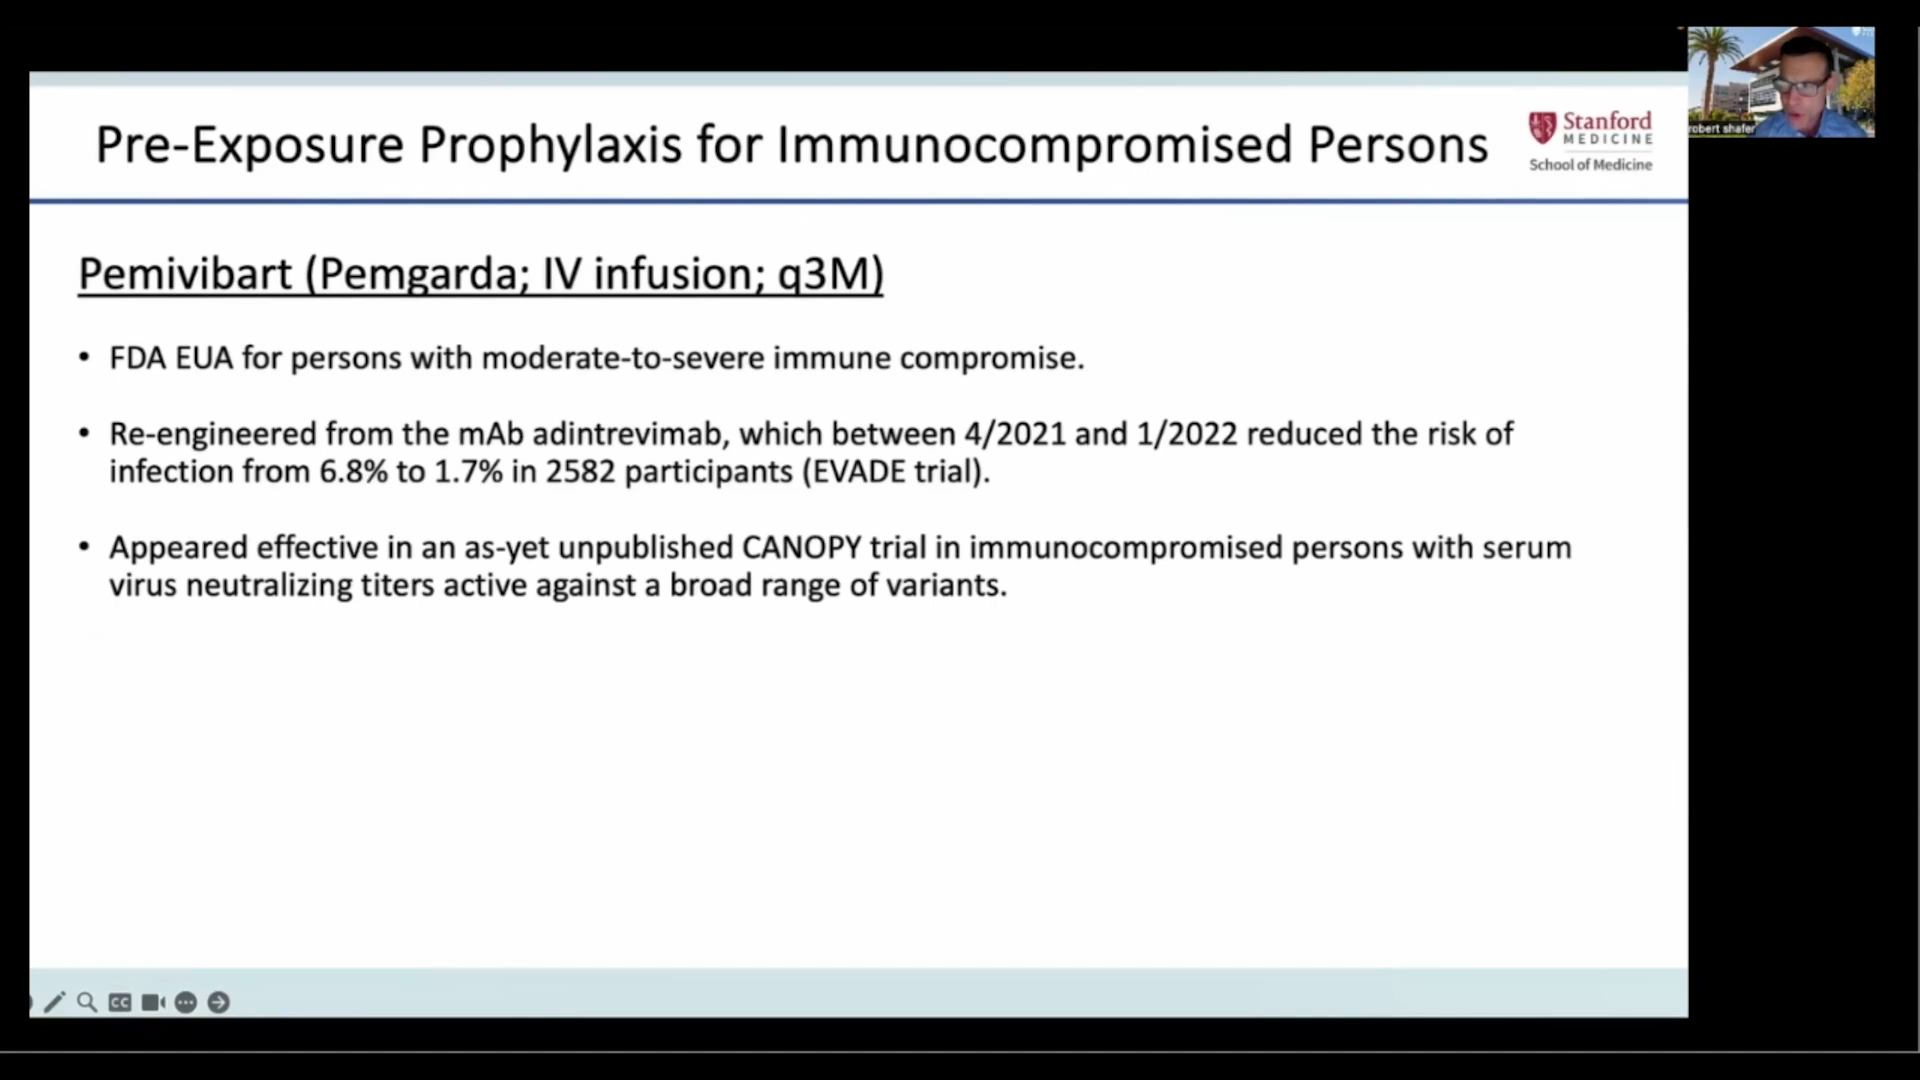 Pre-Exposure Prophylaxis for Immunocompromised Persons
Stanford
MEDICINE
School of Medicine
robert shafer
Pemivibart (Pemgarda; IV infusion; q3M)
• FDA EUA for persons with moderate-to-severe immune compromise.
• Re-engineered from the mAb adintrevimab, which between 4/2021 and 1/2022 reduced the risk of
infection from 6.8% to 1.7% in 2582 participants (EVADE trial).
• Appeared effective in an as-yet unpublished CANOPY trial in immunocompromised persons with serum
virus neutralizing titers active against a broad range of variants.
CC